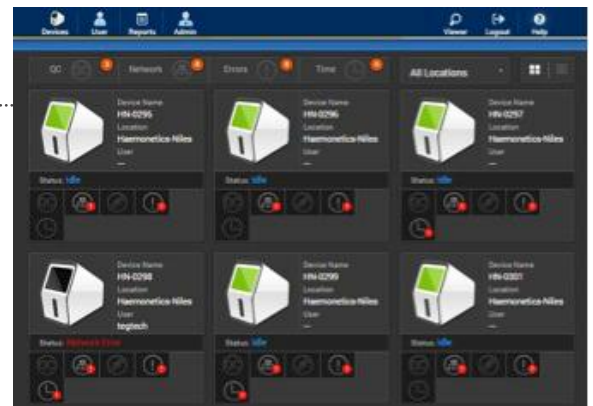 Devices User Reports Admin Viewer Logout Help
QC Network Errors Time All Locations
Device Name
HN-0295
Location
Haemonetics-Niles
User
—
Status: Idle
Device Name
HN-0296
Location
Haemonetics-Niles
User
—
Status: Idle
Device Name
HN-0297
Location
Haemonetics-Niles
User
—
Status: Idle
Device Name
HN-0298
Location
Haemonetics-Niles
User
tegtech
Status: Network Error
Device Name
HN-0299
Location
Haemonetics-Niles
User
—
Status: Idle
Device Name
HN-0301
Location
Haemonetics-Niles
User
—
Status: Idle